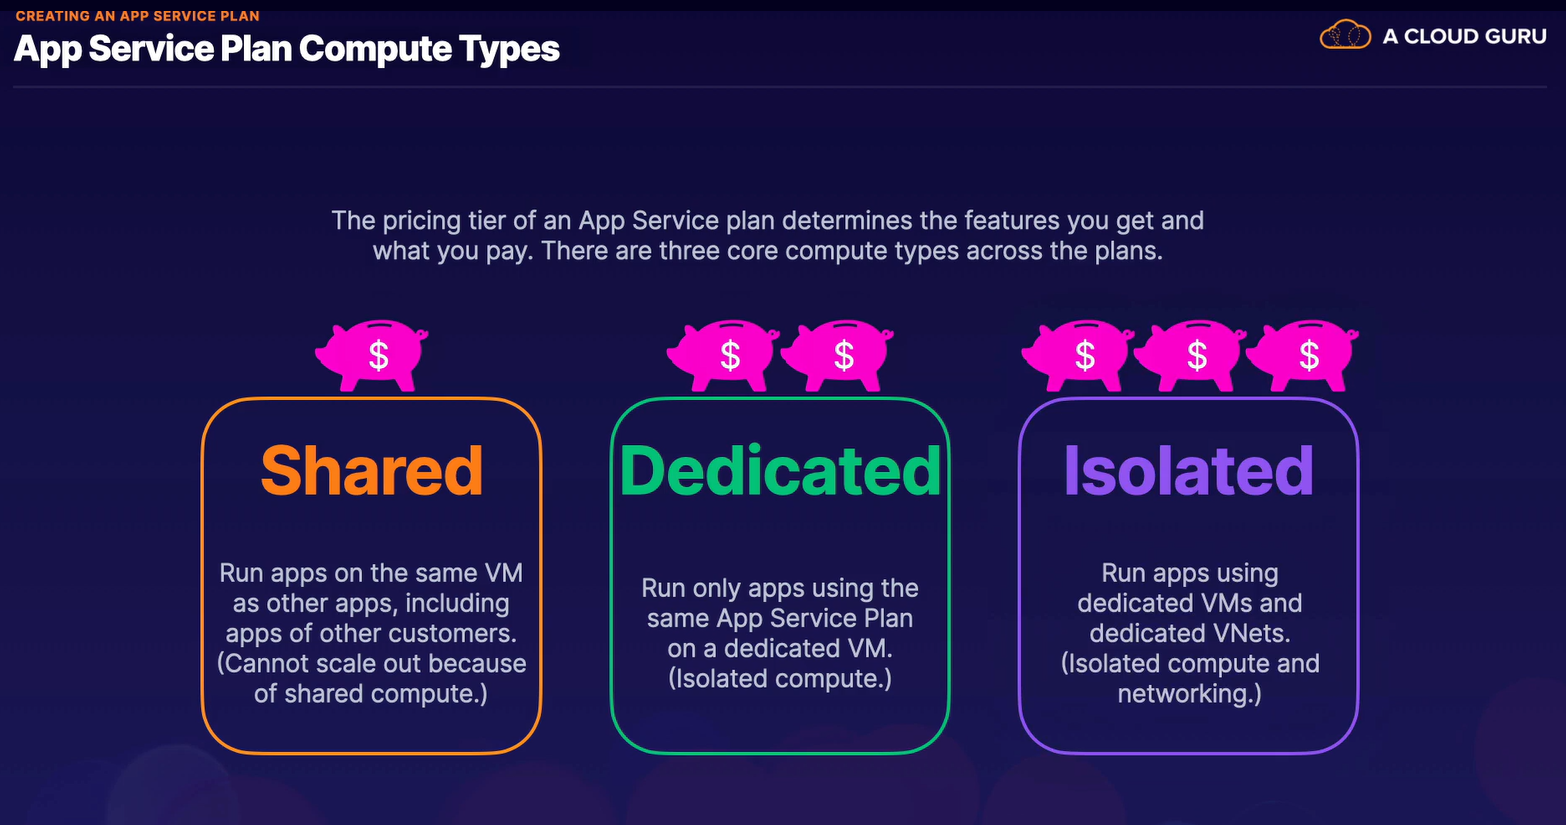 CREATING AN APP SERVICE PLAN
App Service Plan Compute Types
A CLOUD GURU
The pricing tier of an App Service plan determines the features you get and
what you pay. There are three core compute types across the plans.
$
$ $
$ $ $
Shared
Run apps on the same VM
as other apps, including
apps of other customers.
(Cannot scale out because
of shared compute.)
Dedicated
Run only apps using the
same App Service Plan
on a dedicated VM.
(Isolated compute.)
Isolated
Run apps using
dedicated VMs and
dedicated VNets.
(Isolated compute and
networking.)